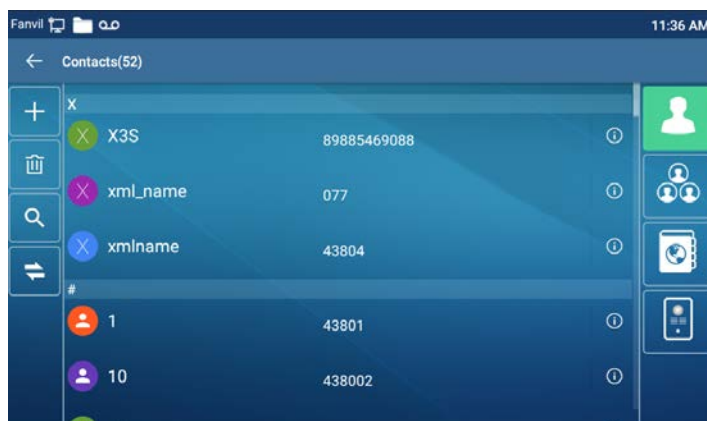 Fanvil 11:36 AM
Contacts(52)
X
X X3S 89885469088
X xml_name 077
X xmlname 43804
#
1 43801
10 438002